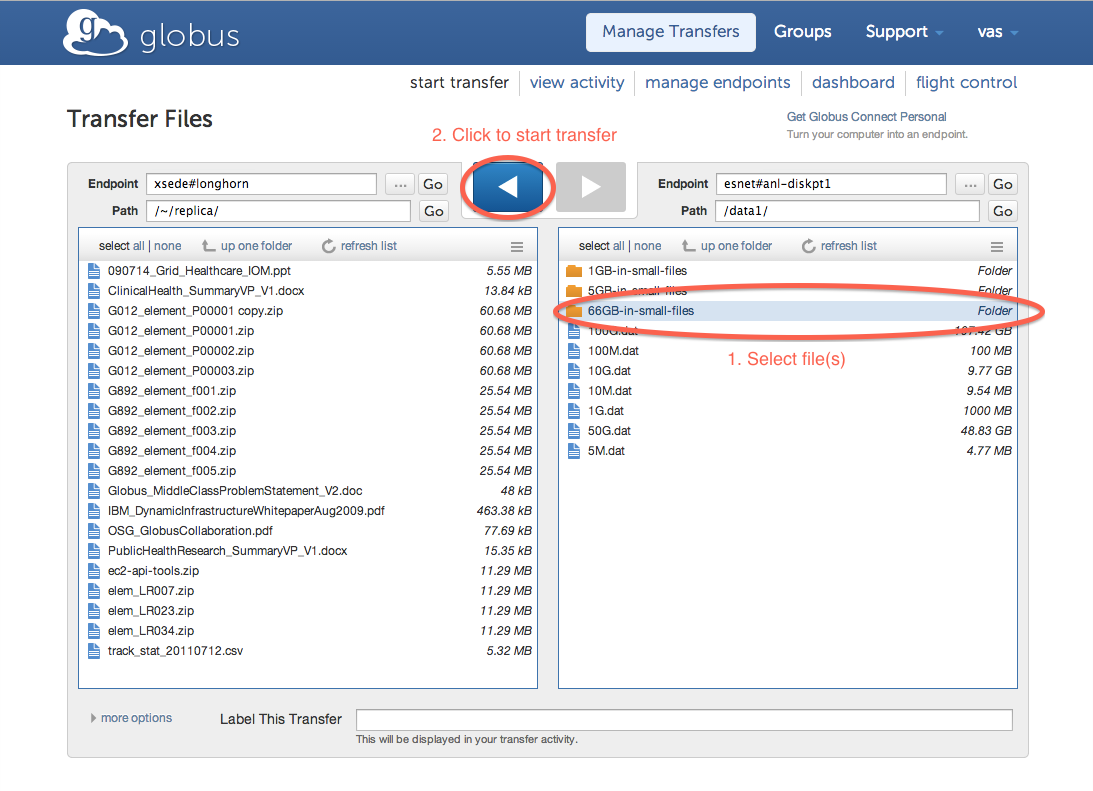 g globus Manage Transfers Groups Support vas
start transfer view activity manage endpoints dashboard flight control
Transfer Files
Get Globus Connect Personal
Turn your computer into an endpoint.
2. Click to start transfer
Endpoint xsede#longhorn ... Go
Path /~/replica/ Go
Endpoint esnet#anl-diskpt1 ... Go
Path /data1/ Go
select all | none up one folder refresh list
090714_Grid_Healthcare_IOM.ppt 5.55 MB
ClinicalHealth_SummaryVP_V1.docx 13.84 kB
G012_element_P00001 copy.zip 60.68 MB
G012_element_P00001.zip 60.68 MB
G012_element_P00002.zip 60.68 MB
G012_element_P00003.zip 60.68 MB
G892_element_f001.zip 25.54 MB
G892_element_f002.zip 25.54 MB
G892_element_f003.zip 25.54 MB
G892_element_f004.zip 25.54 MB
G892_element_f005.zip 25.54 MB
Globus_MiddleClassProblemStatement_V2.doc 48 kB
IBM_DynamicInfrastructureWhitepaperAug2009.pdf 463.38 kB
OSG_GlobusCollaboration.pdf 77.69 kB
PublicHealthResearch_SummaryVP_V1.docx 15.35 kB
ec2-api-tools.zip 11.29 MB
elem_LR007.zip 11.29 MB
elem_LR023.zip 11.29 MB
elem_LR034.zip 11.29 MB
track_stat_20110712.csv 5.32 MB
select all | none up one folder refresh list
1GB-in-small-files Folder
5GB-in-small-files Folder
66GB-in-small-files Folder
100G.dat 107.42 GB
100M.dat 100 MB
10G.dat 9.77 GB
10M.dat 9.54 MB
1G.dat 1000 MB
50G.dat 48.83 GB
5M.dat 4.77 MB
1. Select file(s)
more options Label This Transfer
This will be displayed in your transfer activity.